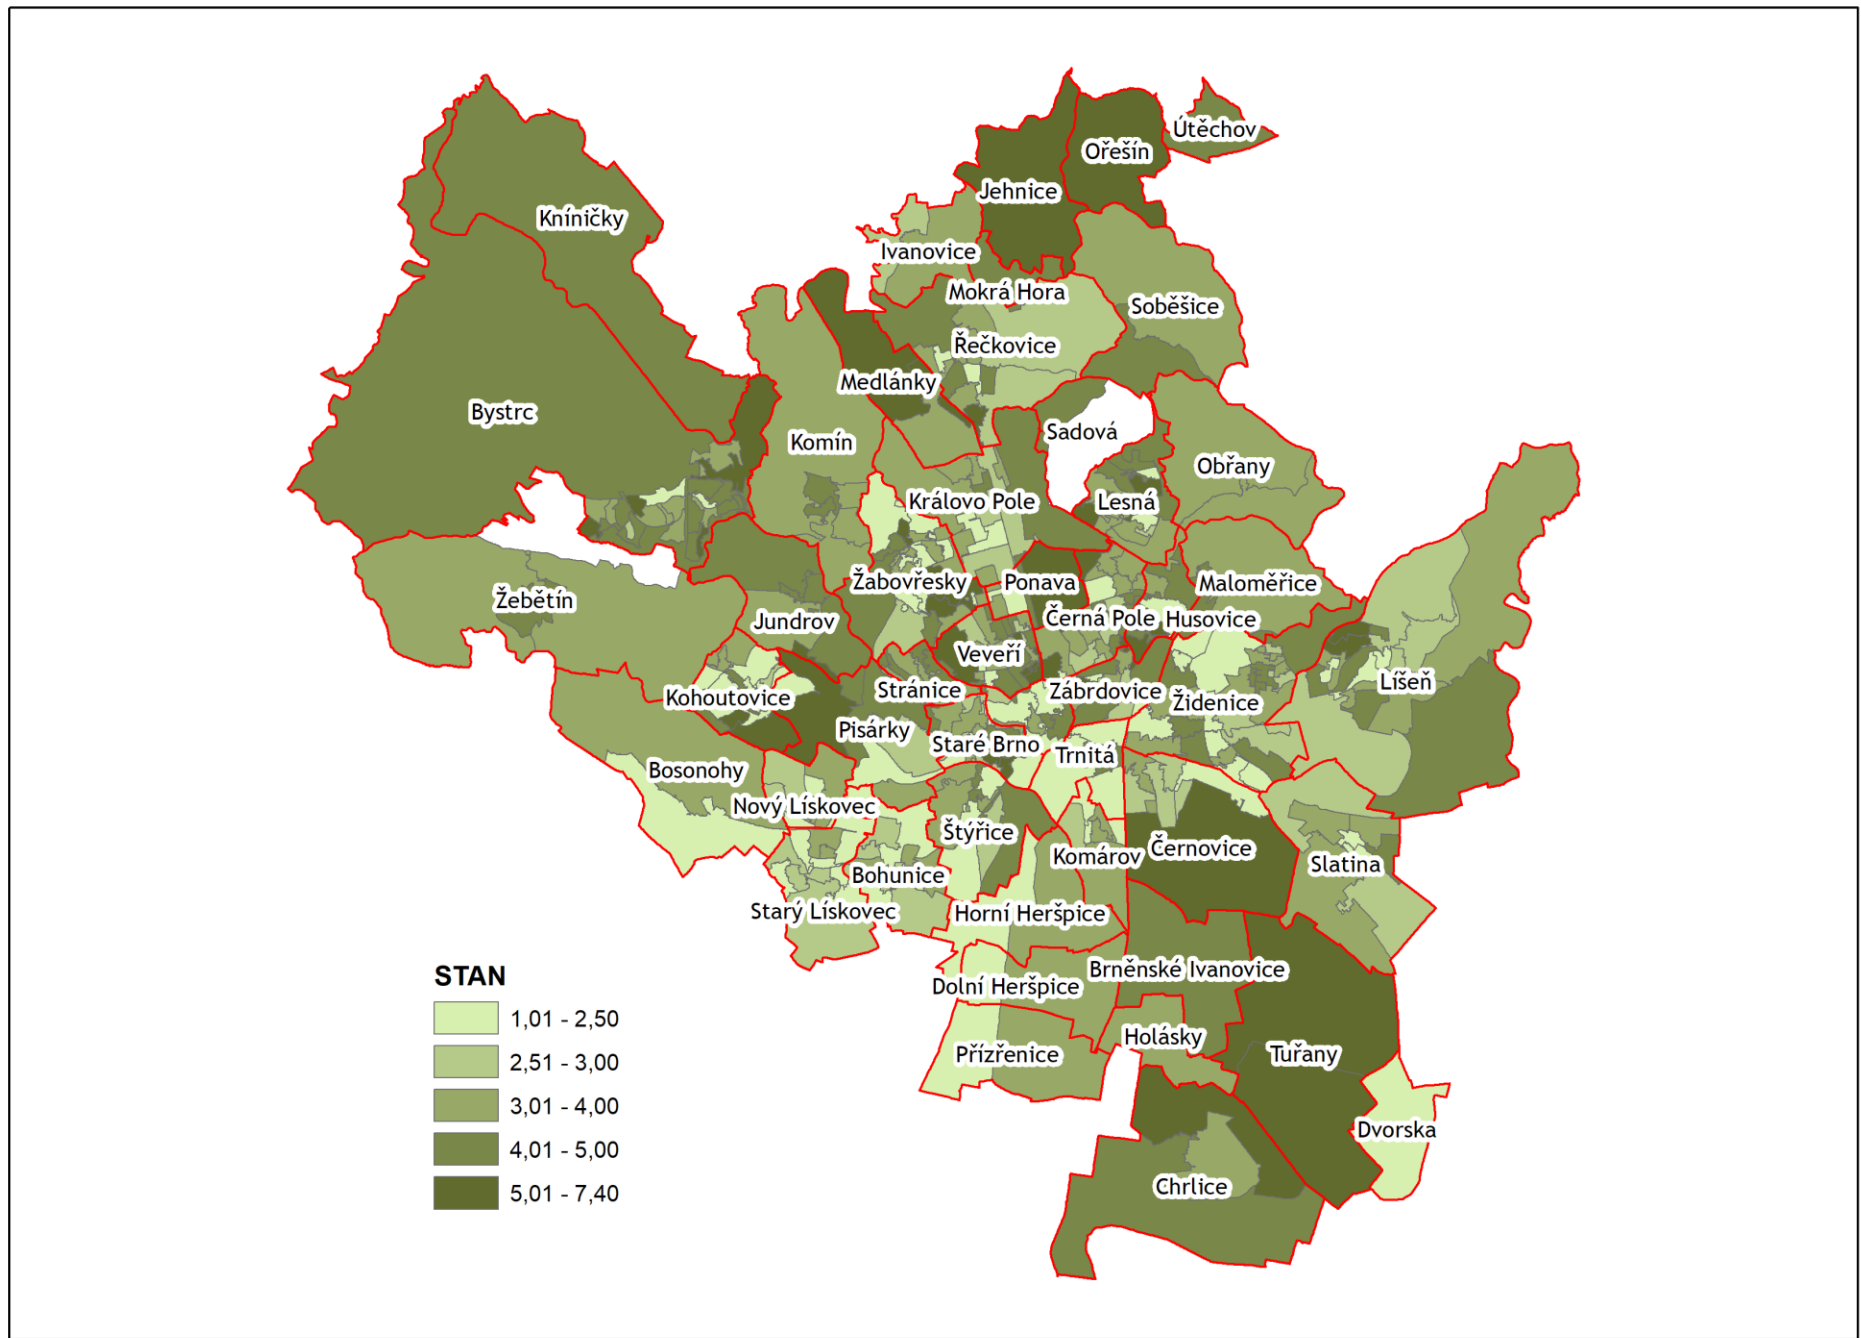 Útěchov
Ořešín
Jehnice
Kníničky
Ivanovice
Mokrá Hora
Soběšice
Řečkovice
Medlánky
Bystrc
Sadová
Komín
Obřany
Královo Pole
Lesná
Žabovřesky
Ponava
Maloměřice
Žebětín
Jundrov
Černá Pole
Husovice
Veveří
Kohoutovice
Stránice
Zábrdovice
Židenice
Líšeň
Pisárky
Staré Brno
Trnitá
Bosonohy
Nový Lískovec
Štýřice
Komárov
Černovice
Slatina
Bohunice
Starý Lískovec
Horní Heršpice
Brněnské Ivanovice
Dolní Heršpice
Holásky
Přízřenice
Tuřany
Dvorska
Chrlice
STAN
1,01 - 2,50
2,51 - 3,00
3,01 - 4,00
4,01 - 5,00
5,01 - 7,40